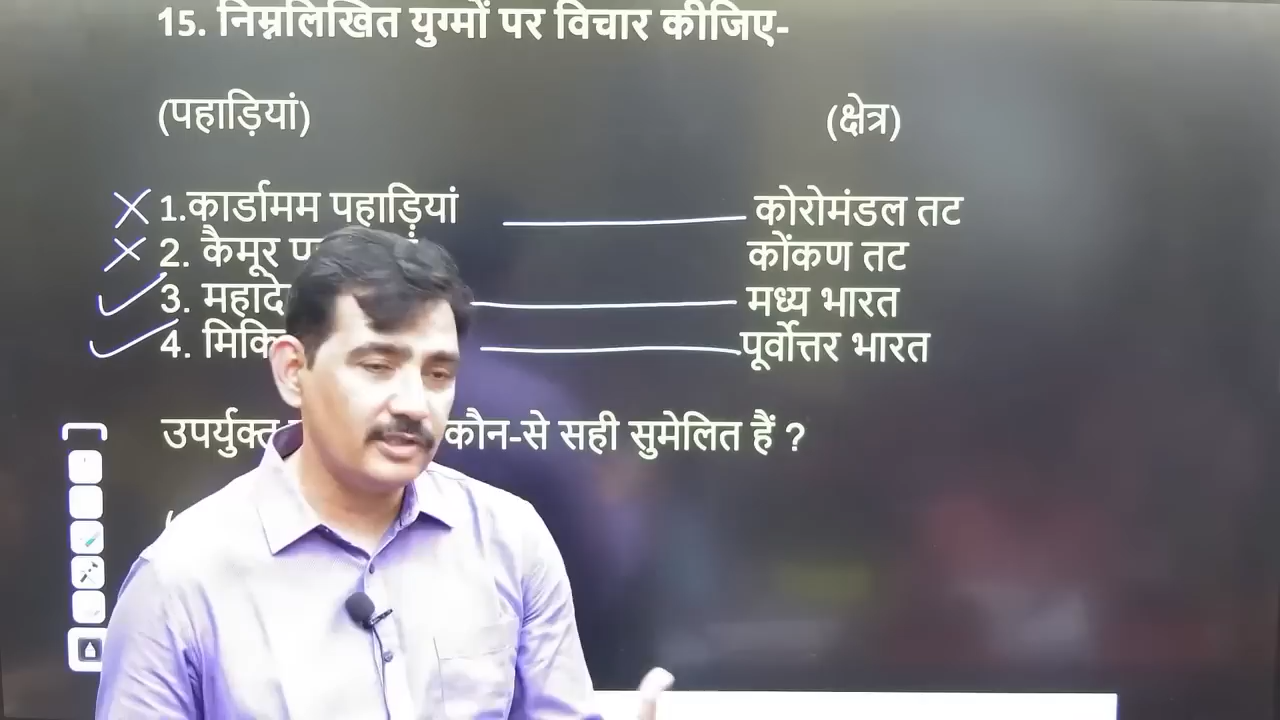 15. निम्नलिखित युग्मों पर विचार कीजिए-
(पहाड़ियां) (क्षेत्र)
1.कार्डामम पहाड़ियां कोरोमंडल तट
2. कैमूर कोंकण तट
3. मध्य भारत
4. पूर्वोत्तर भारत
उपर्युक्त कौन-से सही सुमेलित हैं ?